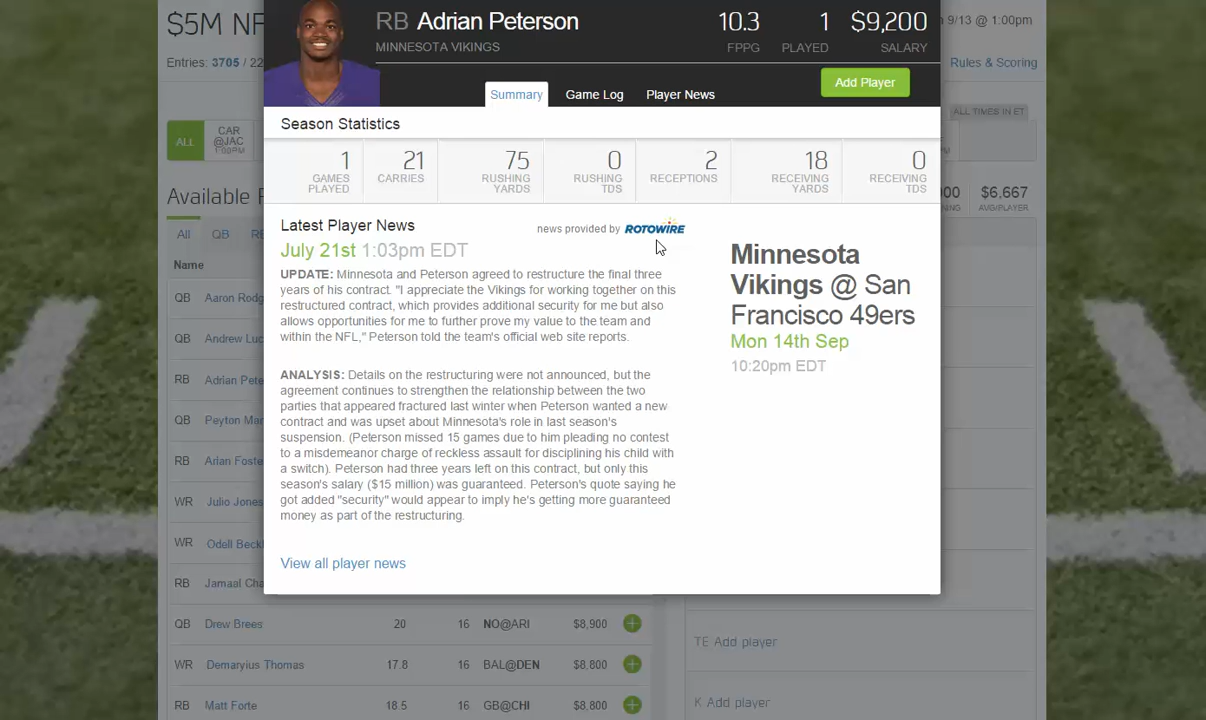 $5M NF
Entries: 3705 / 22
9/13 @ 1:00pm
Rules & Scoring
RB Adrian Peterson
MINNESOTA VIKINGS
10.3
FPPG
1
PLAYED
$9,200
SALARY
Add Player
Summary Game Log Player News
ALL
CAR
@JAC
1:00PM
ALL TIMES IN ET
Season Statistics
1
GAMES
PLAYED
21
CARRIES
75
RUSHING
YARDS
0
RUSHING
TDS
2
RECEPTIONS
18
RECEIVING
YARDS
0
RECEIVING
TDS
Available
$6,667
AVG/PLAYER
All QB
Name
Latest Player News
news provided by ROTOWIRE
July 21st 1:03pm EDT
UPDATE: Minnesota and Peterson agreed to restructure the final three
years of his contract. "I appreciate the Vikings for working together on this
restructured contract, which provides additional security for me but also
allows opportunities for me to further prove my value to the team and
within the NFL," Peterson told the team's official web site reports.
ANALYSIS: Details on the restructuring were not announced, but the
agreement continues to strengthen the relationship between the two
parties that appeared fractured last winter when Peterson wanted a new
contract and was upset about Minnesota's role in last season's
suspension. (Peterson missed 15 games due to him pleading no contest
to a misdemeanor charge of reckless assault for disciplining his child with
a switch). Peterson had three years left on this contract, but only this
season's salary ($15 million) was guaranteed. Peterson's quote saying he
got added "security" would appear to imply he's getting more guaranteed
money as part of the restructuring.
View all player news
Minnesota
Vikings @ San
Francisco 49ers
Mon 14th Sep
10:20pm EDT
QB Aaron Rodg
QB Andrew Luc
RB Adrian Pete
QB Peyton Mar
RB Arian Foste
WR Julio Jones
WR Odell Beckl
RB Jamaal Cha
QB Drew Brees 20 16 NO@ARI $8,900
WR Demaryius Thomas 17.8 16 BAL@DEN $8,800
RB Matt Forte 18.5 16 GB@CHI $8,800
TE Add player
K Add player